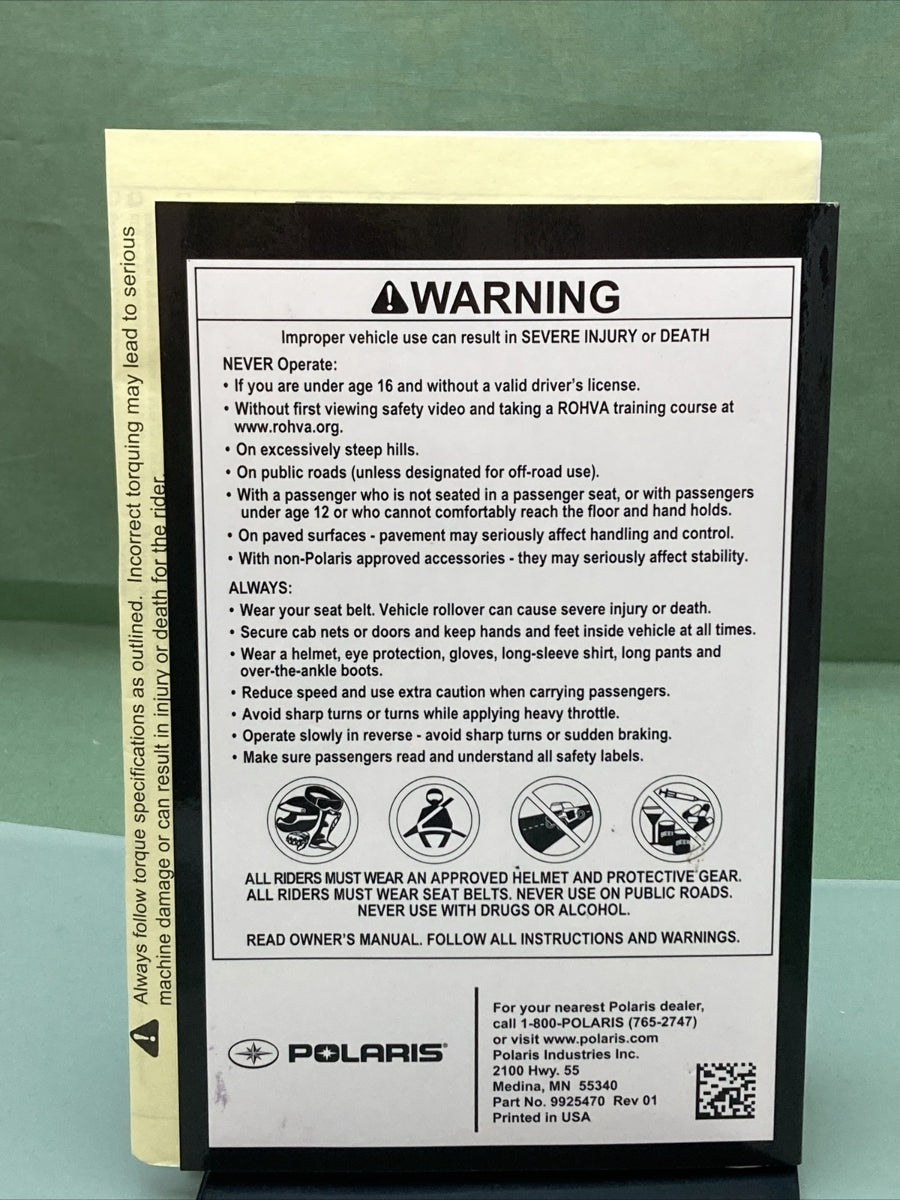 WARNING
Improper vehicle use can result in SEVERE INJURY or DEATH
NEVER Operate:
• If you are under age 16 and without a valid driver's license.
• Without first viewing safety video and taking a ROHVA training course at
www.rohva.org.
• On excessively steep hills.
• On public roads (unless designated for off-road use).
• With a passenger who is not seated in a passenger seat, or with passengers
under age 12 or who cannot comfortably reach the floor and hand holds.
• On paved surfaces - pavement may seriously affect handling and control.
• With non-Polaris approved accessories - they may seriously affect stability.
ALWAYS:
• Wear your seat belt. Vehicle rollover can cause severe injury or death.
• Secure cab nets or doors and keep hands and feet inside vehicle at all times.
• Wear a helmet, eye protection, gloves, long-sleeve shirt, long pants and
over-the-ankle boots.
• Reduce speed and use extra caution when carrying passengers.
• Avoid sharp turns or turns while applying heavy throttle.
• Operate slowly in reverse - avoid sharp turns or sudden braking.
• Make sure passengers read and understand all safety labels.
ALL RIDERS MUST WEAR AN APPROVED HELMET AND PROTECTIVE GEAR.
ALL RIDERS MUST WEAR SEAT BELTS. NEVER USE ON PUBLIC ROADS.
NEVER USE WITH DRUGS OR ALCOHOL.
READ OWNER'S MANUAL. FOLLOW ALL INSTRUCTIONS AND WARNINGS.
POLARIS®
For your nearest Polaris dealer,
call 1-800-POLARIS (765-2747)
or visit www.polaris.com
Polaris Industries Inc.
2100 Hwy. 55
Medina, MN 55340
Part No. 9925470 Rev 01
Printed in USA
Always follow torque specifications as outlined. Incorrect torquing may lead to serious
machine damage or can result in injury or death for the rider.